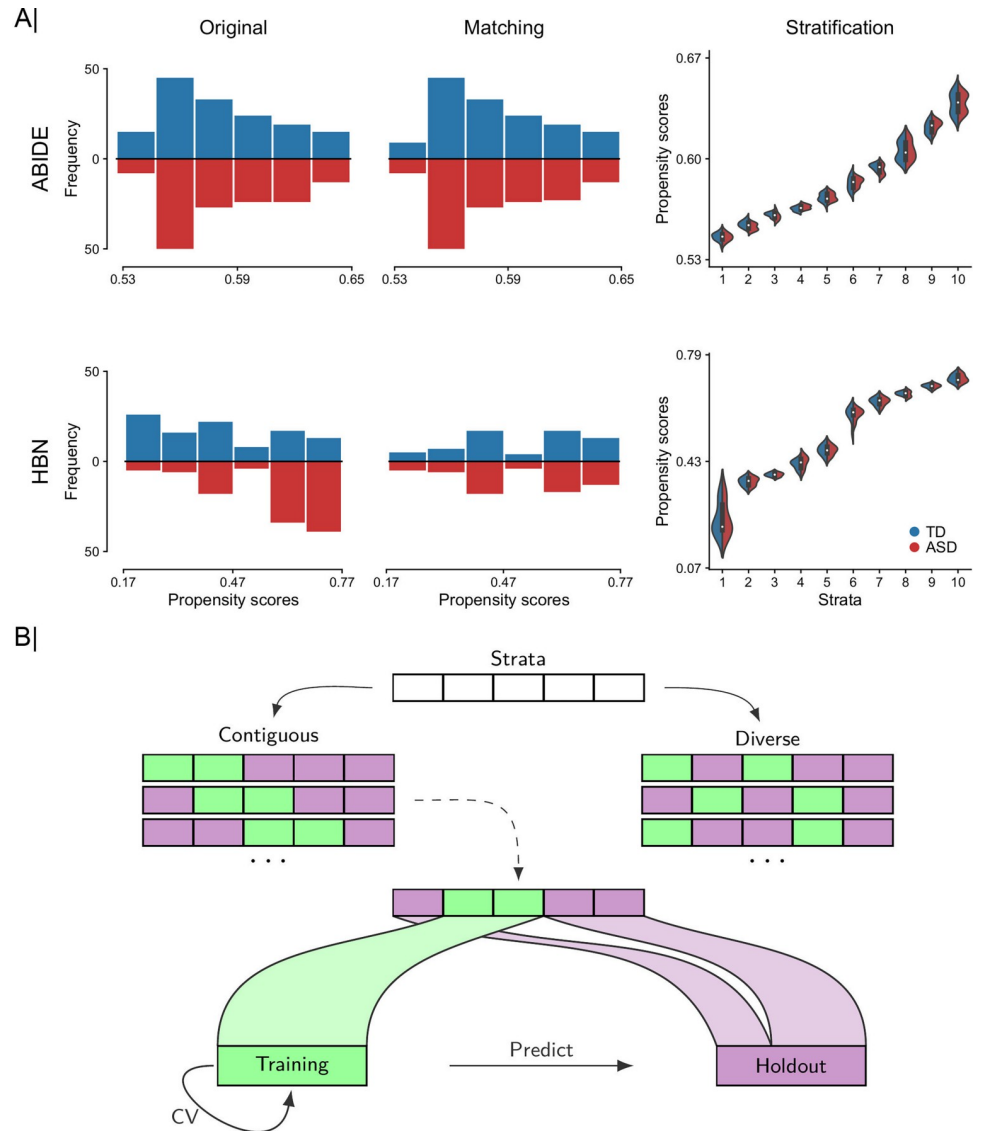 A|
Original Matching Stratification
ABIDE
Frequency
50
0
50
0.53 0.59 0.65
0.53 0.59 0.65
Propensity scores
0.67
0.60
0.53
1 2 3 4 5 6 7 8 9 10
HBN
Frequency
50
0
50
0.17 0.47 0.77
Propensity scores
0.17 0.47 0.77
Propensity scores
Propensity scores
0.79
0.43
0.07
TD
ASD
1 2 3 4 5 6 7 8 9 10
Strata
B|
Strata
Contiguous
Diverse
. . .
. . .
Training
Predict
Holdout
CV